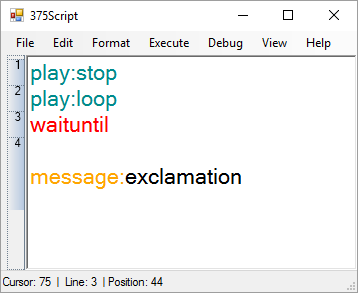 375Script
File Edit Format Execute Debug View Help
1 play:stop
2 play:loop
3 waituntil
4
message:exclamation
Cursor: 75 | Line: 3 | Position: 44